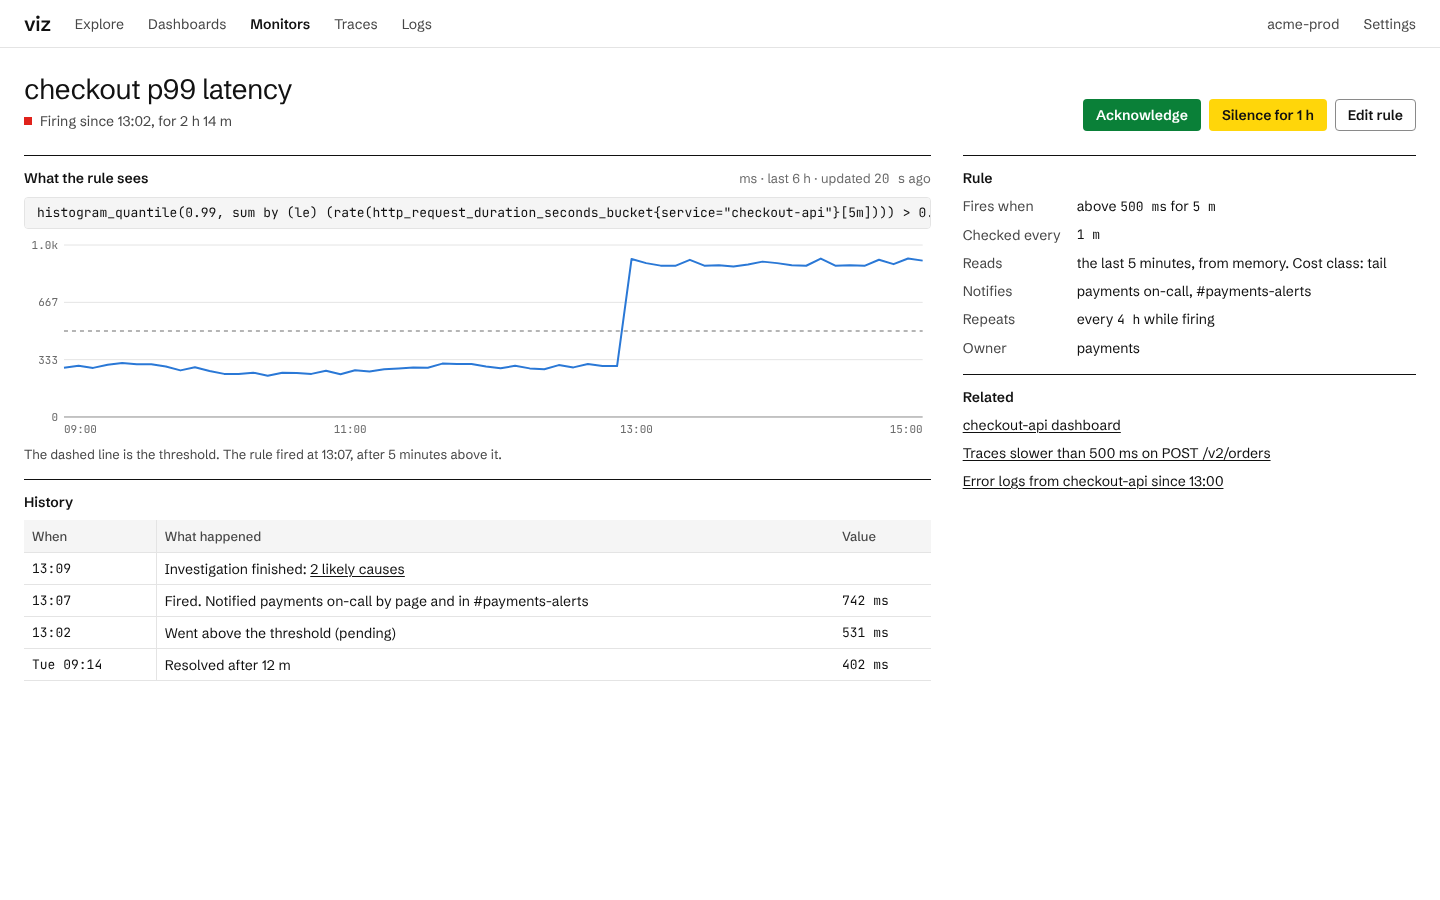 viz Explore Dashboards Monitors Traces Logs acme-prod Settings
checkout p99 latency
Firing since 13:02, for 2 h 14 m
Acknowledge Silence for 1 h Edit rule
What the rule sees ms · last 6 h · updated 20 s ago
histogram_quantile(0.99, sum by (le) (rate(http_request_duration_seconds_bucket{service="checkout-api"}[5m]))) > 0.
1.0k
667
333
0
09:00 11:00 13:00 15:00
The dashed line is the threshold. The rule fired at 13:07, after 5 minutes above it.
History
When What happened Value
13:09 Investigation finished: 2 likely causes
13:07 Fired. Notified payments on-call by page and in #payments-alerts 742 ms
13:02 Went above the threshold (pending) 531 ms
Tue 09:14 Resolved after 12 m 402 ms
Rule
Fires when above 500 ms for 5 m
Checked every 1 m
Reads the last 5 minutes, from memory. Cost class: tail
Notifies payments on-call, #payments-alerts
Repeats every 4 h while firing
Owner payments
Related
checkout-api dashboard
Traces slower than 500 ms on POST /v2/orders
Error logs from checkout-api since 13:00